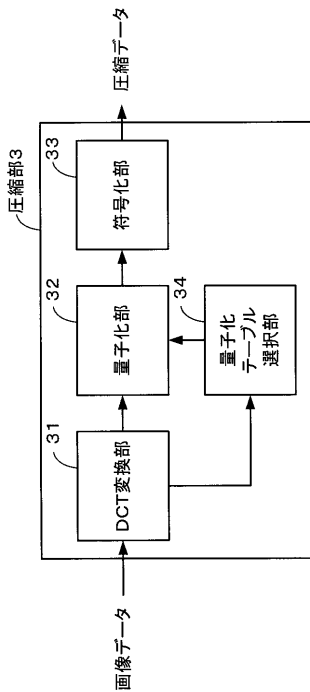 圧縮部3
画像データ
31
DCT変換部
32
量子化部
33
符号化部
圧縮データ
34
量子化
テーブル
選択部